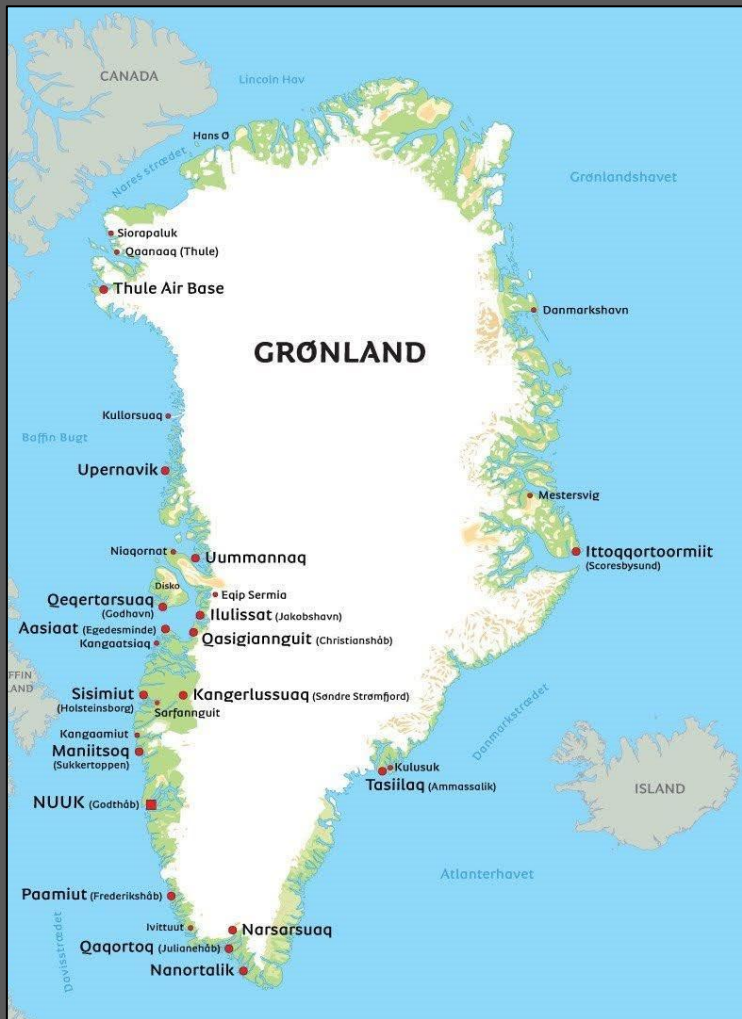 CANADA
Lincoln Hav
Hans Ø
Nares strædet
Grønlandshavet
Siorapaluk
Qaanaaq (Thule)
Thule Air Base
Danmarkshavn
GRØNLAND
Kullorsuaq
Baffin Bugt
Upernavik
Mestersvig
Niaqornat
Uummannaq
Ittoqqortoormiit
(Scoresbysund)
Disko
Eqip Sermia
Qeqertarsuaq
(Godhavn)
Ilulissat (Jakobshavn)
Aasiaat (Egedesminde)
Qasigiannguit (Christianshåb)
Kangaatsiaq
FFIN
LAND
Sisimiut
(Holsteinsborg)
Kangerlussuaq (Søndre Strømfjord)
Sarfannguit
Danmarkstrædet
Kangaamiut
Maniitsoq
(Sukkertoppen)
Kulusuk
Tasiilaq (Ammassalik)
ISLAND
NUUK (Godthåb)
Atlanterhavet
Paamiut (Frederikshåb)
Davisstrædet
Ivittuut
Narsarsuaq
Qaqortoq (Julianehåb)
Nanortalik